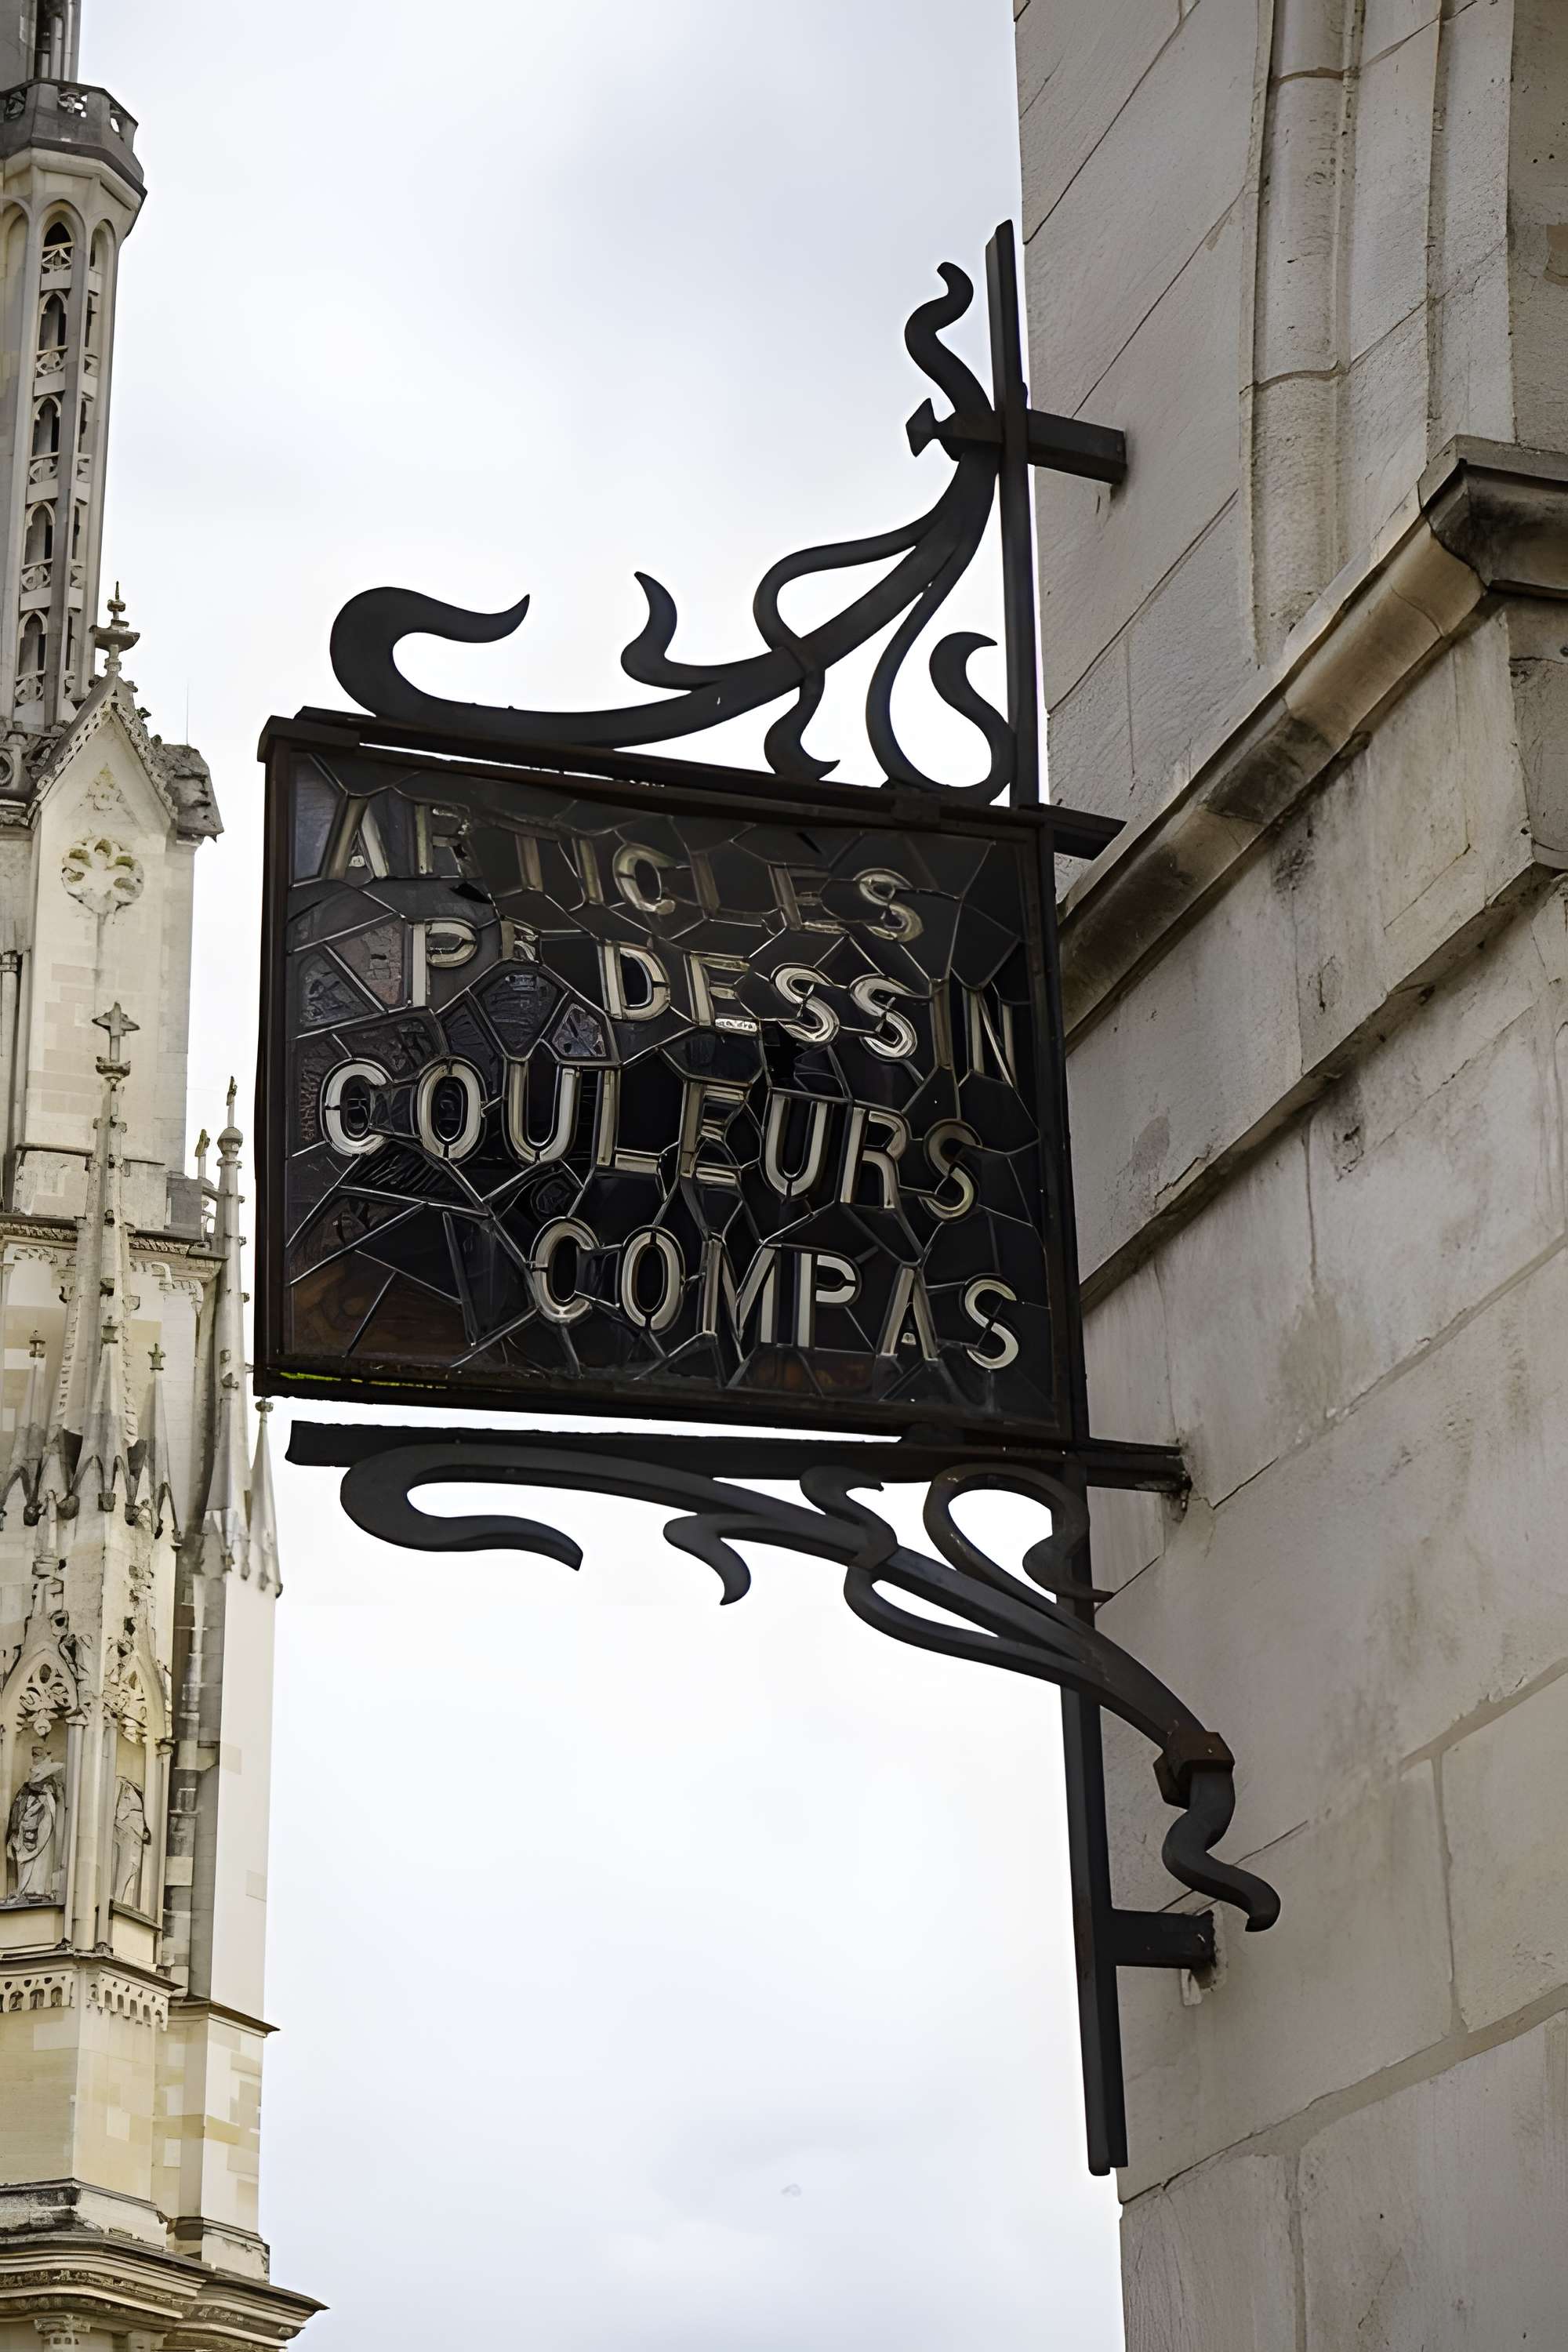 ARTICLES
PR DESSIN
COULEURS
COMPAS